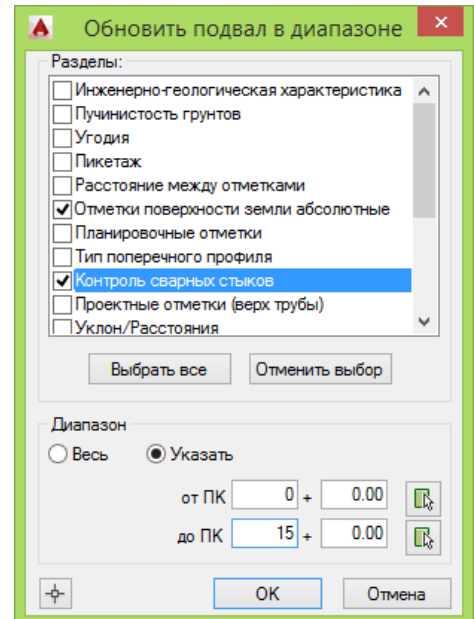 Обновить подвал в диапазоне
Разделы:
Инженерно-геологическая характеристика
Пучинистость грунтов
Угодия
Пикетаж
Расстояние между отметками
Отметки поверхности земли абсолютные
Планировочные отметки
Тип поперечного профиля
Контроль сварных стыков
Проектные отметки (верх трубы)
Уклон/Расстояния
Выбрать все Отменить выбор
Диапазон
Весь Указать
от ПК 0 + 0.00
до ПК 15 + 0.00
OK Отмена